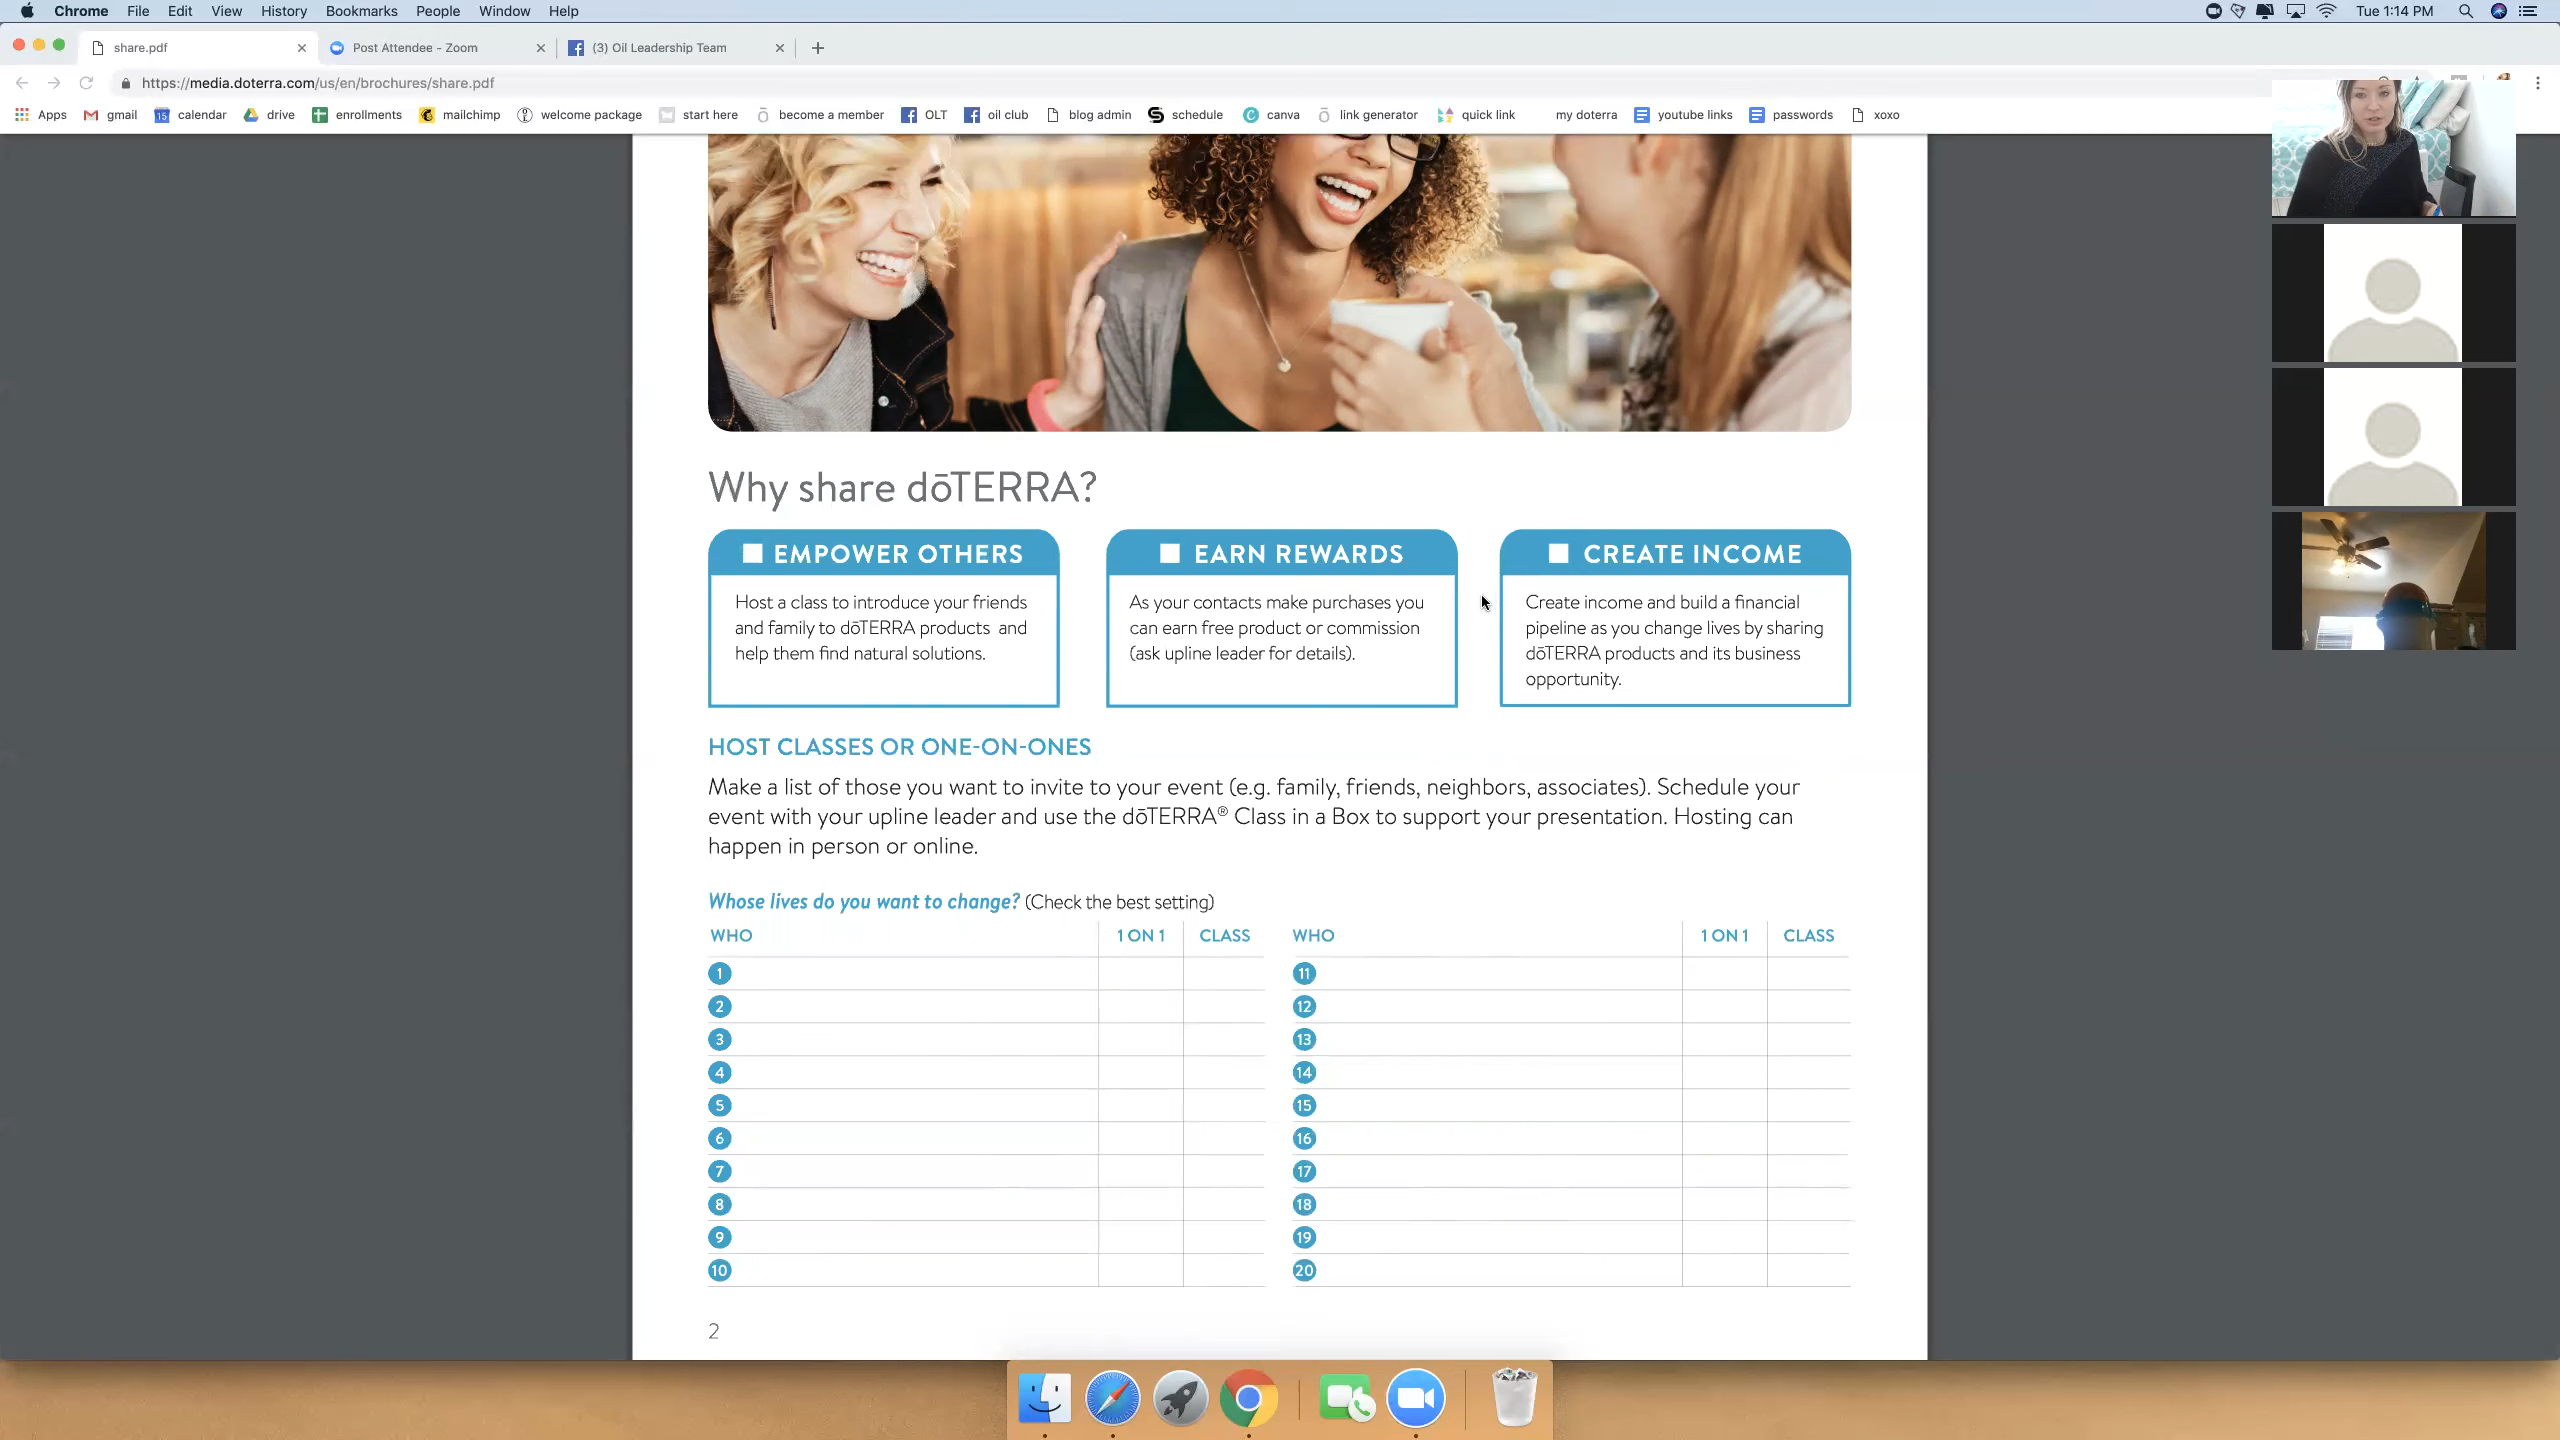 Chrome File Edit View History Bookmarks People Window Help Tue 1:14 PM
share.pdf Post Attendee - Zoom (3) Oil Leadership Team
https://media.doterra.com/us/en/brochures/share.pdf
Apps gmail 15 calendar drive enrollments mailchimp welcome package start here become a member OLT oil club blog admin schedule canva link generator quick link my doterra youtube links passwords xoxo
Why share dōTERRA?
EMPOWER OTHERS
Host a class to introduce your friends
and family to dōTERRA products and
help them find natural solutions.
EARN REWARDS
As your contacts make purchases you
can earn free product or commission
(ask upline leader for details).
CREATE INCOME
Create income and build a financial
pipeline as you change lives by sharing
dōTERRA products and its business
opportunity.
HOST CLASSES OR ONE-ON-ONES
Make a list of those you want to invite to your event (e.g. family, friends, neighbors, associates). Schedule your
event with your upline leader and use the dōTERRA® Class in a Box to support your presentation. Hosting can
happen in person or online.
Whose lives do you want to change? (Check the best setting)
WHO 1 ON 1 CLASS WHO 1 ON 1 CLASS
1 11
2 12
3 13
4 14
5 15
6 16
7 17
8 18
9 19
10 20
2